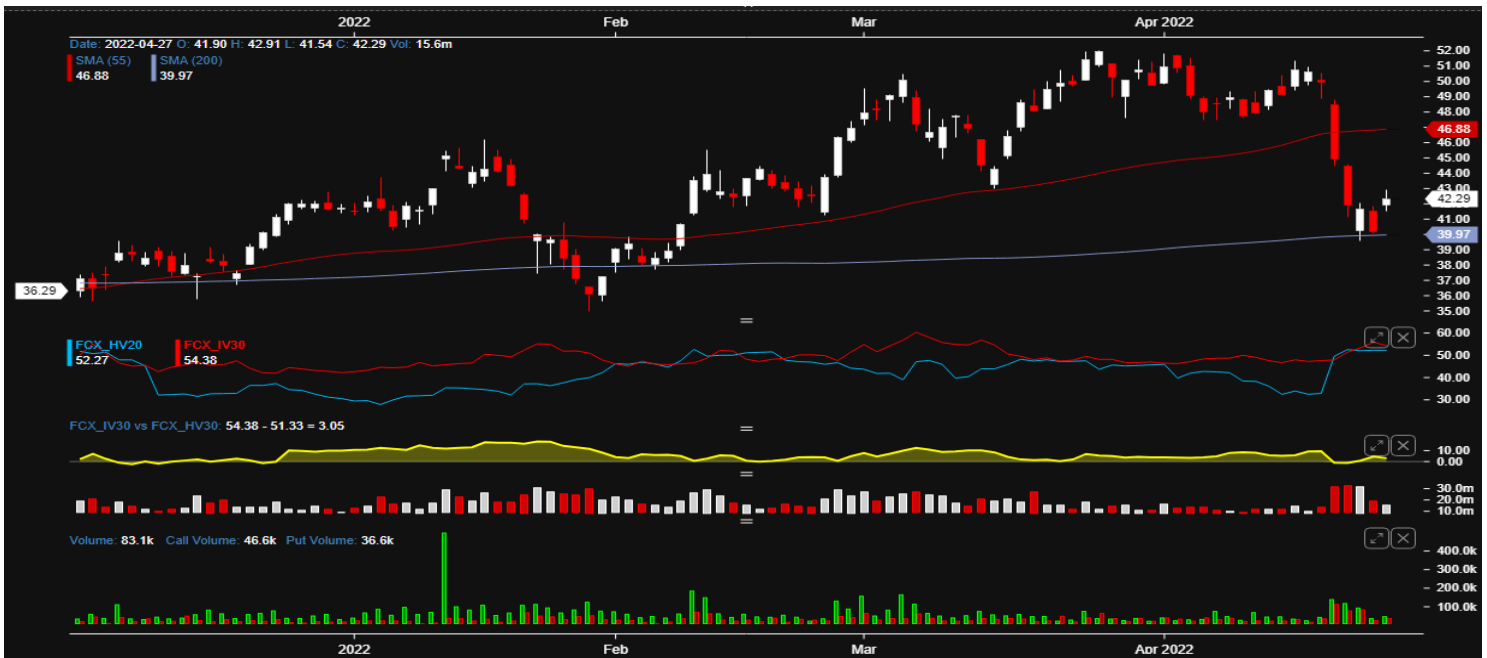 2022 Feb Mar Apr 2022
Date: 2022-04-27 O: 41.90 H: 42.91 L: 41.54 C: 42.29 Vol: 15.6m
SMA (55) SMA (200)
46.88 39.97
52.00
51.00
50.00
49.00
48.00
46.88
46.00
45.00
44.00
43.00
42.29
41.00
39.97
39.00
38.00
37.00
36.29
36.00
35.00
FCX_HV20 FCX_IV30
52.27 54.38
60.00
50.00
40.00
30.00
FCX_IV30 vs FCX_HV30: 54.38 - 51.33 = 3.05
10.00
0.00
30.0m
20.0m
10.0m
Volume: 83.1k Call Volume: 46.6k Put Volume: 36.6k
400.0k
300.0k
200.0k
100.0k
2022 Feb Mar Apr 2022